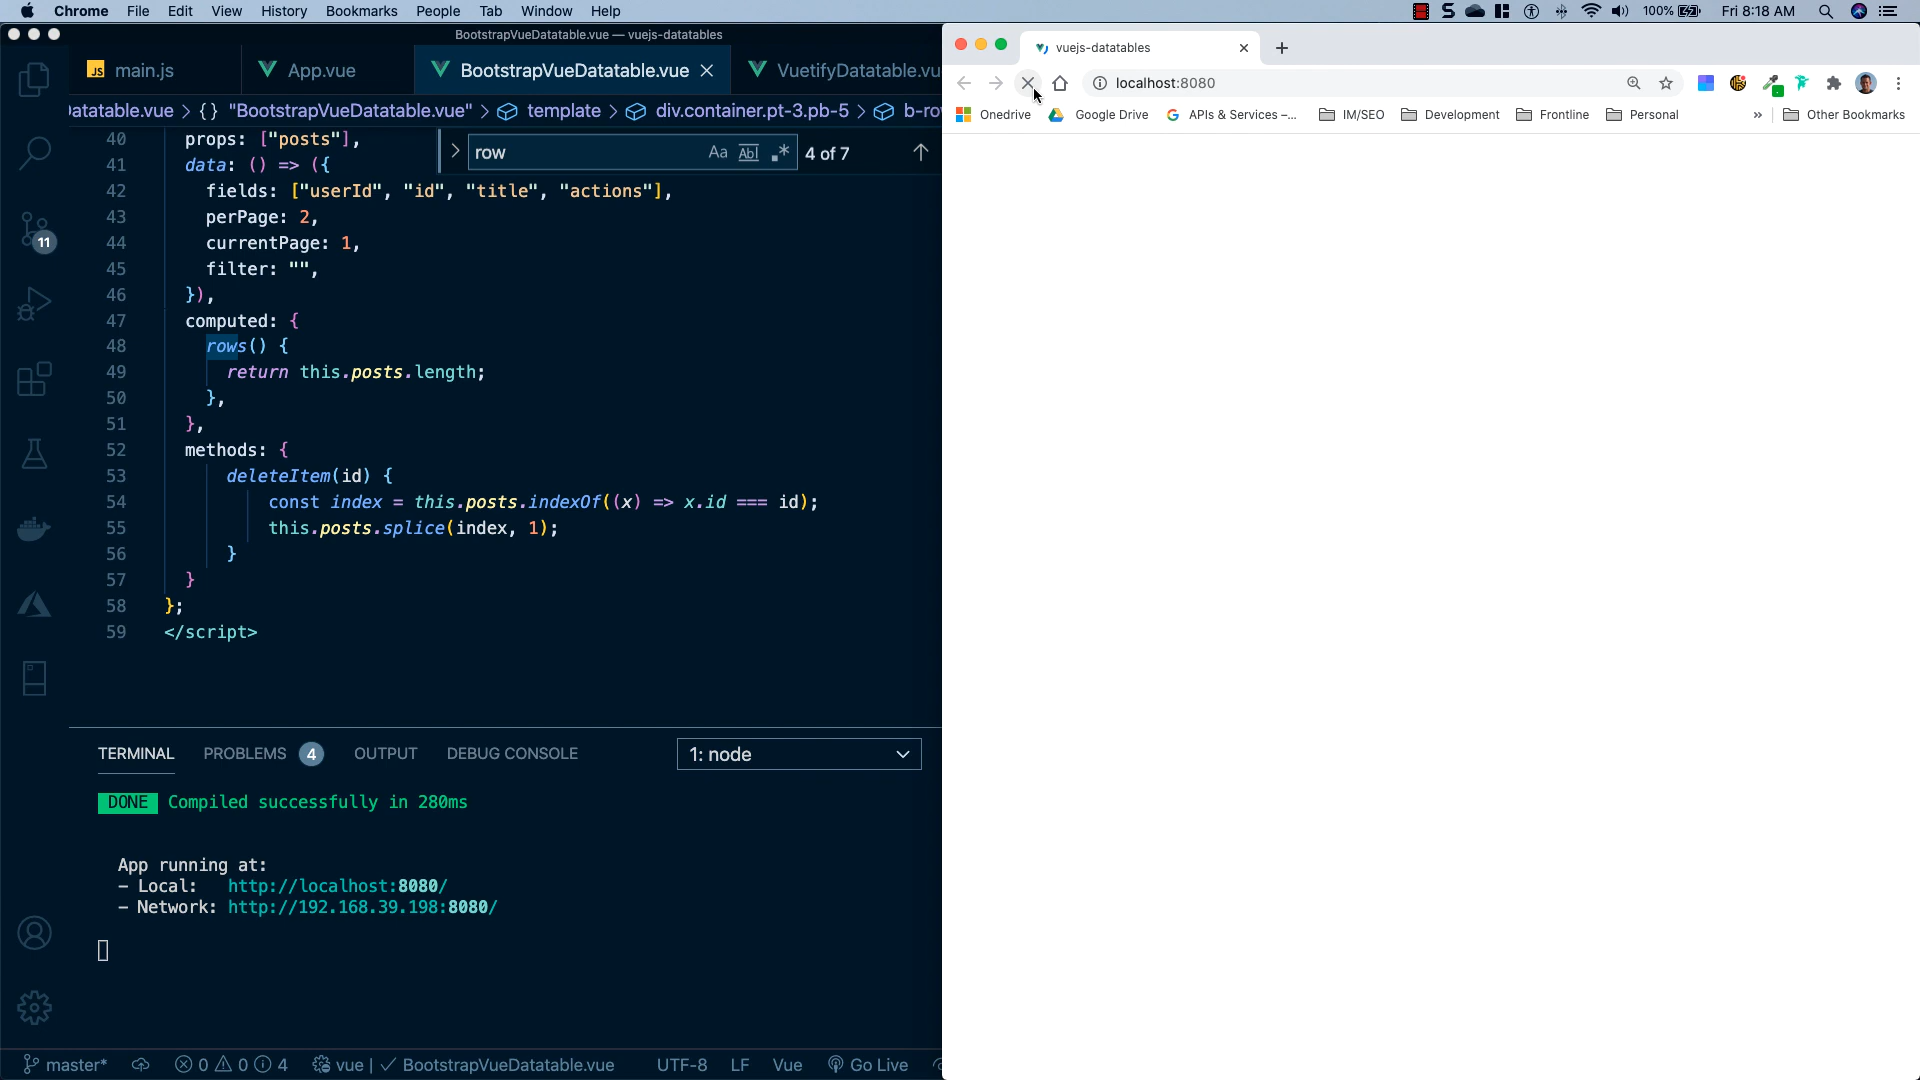 Chrome File Edit View History Bookmarks People Tab Window Help 100% Fri 8:18 AM
BootstrapVueDatatable.vue — vuejs-datatables
JS main.js App.vue BootstrapVueDatatable.vue VuetifyDatatable.vu
Datatable.vue > {} "BootstrapVueDatatable.vue" > template > div.container.pt-3.pb-5 > b-ro
row Aa Abl .* 4 of 7
40 props: ["posts"],
41 data: () => ({
42 fields: ["userId", "id", "title", "actions"],
43 perPage: 2,
44 currentPage: 1,
45 filter: "",
46 }),
47 computed: {
48 rows() {
49 return this.posts.length;
50 },
51 },
52 methods: {
53 deleteItem(id) {
54 const index = this.posts.indexOf((x) => x.id === id);
55 this.posts.splice(index, 1);
56 }
57 }
58 };
59 </script>
11
TERMINAL PROBLEMS 4 OUTPUT DEBUG CONSOLE 1: node
DONE Compiled successfully in 280ms
App running at:
- Local: http://localhost:8080/
- Network: http://192.168.39.198:8080/
master* 0 0 4 vue | ✓ BootstrapVueDatatable.vue UTF-8 LF Vue Go Live
vuejs-datatables
localhost:8080
Onedrive Google Drive APIs & Services –... IM/SEO Development Frontline Personal » Other Bookmarks